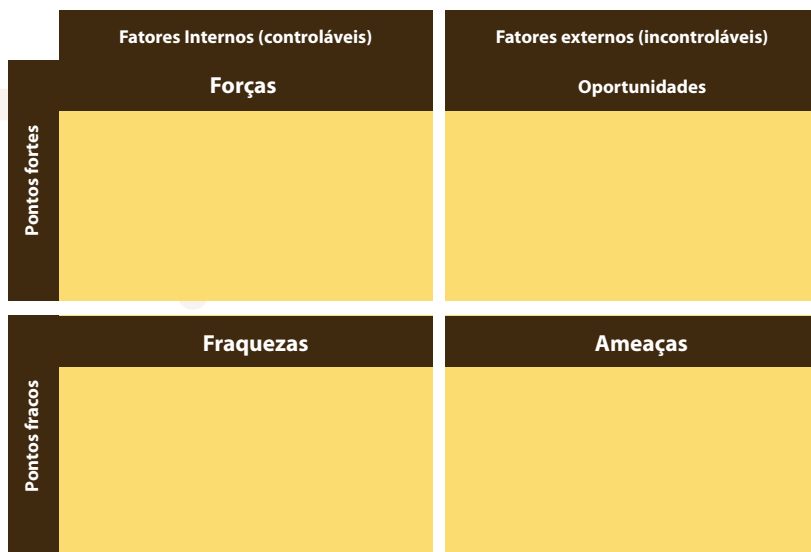 Fatores Internos (controláveis)
Fatores externos (incontroláveis)
Pontos fortes
Forças
Oportunidades
Pontos fracos
Fraquezas
Ameaças